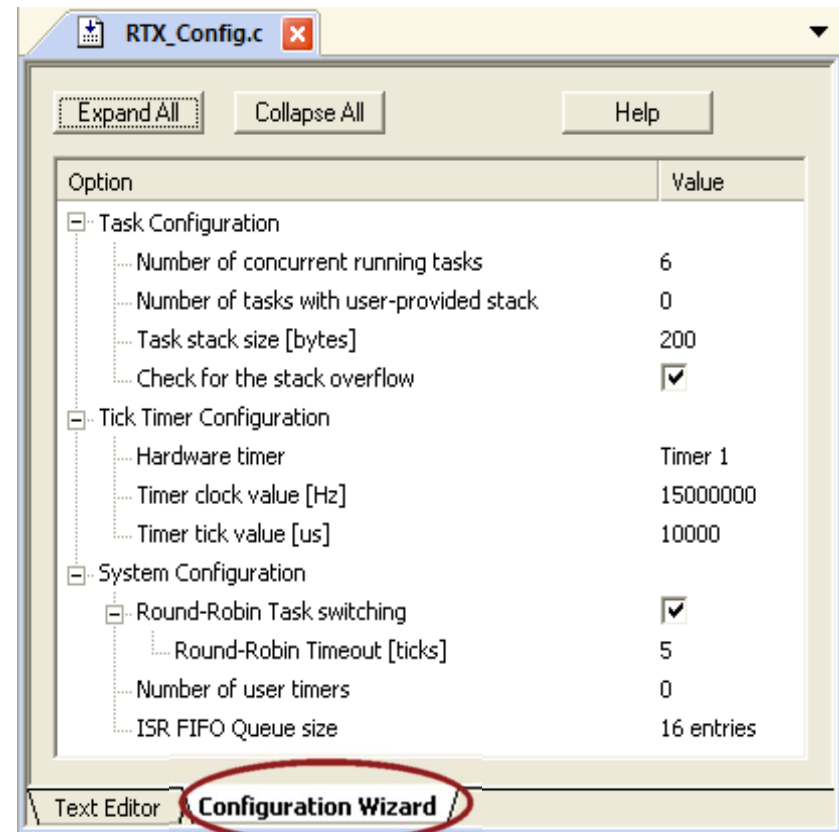 RTX_Config.c
Expand All Collapse All Help
Option Value
Task Configuration
Number of concurrent running tasks 6
Number of tasks with user-provided stack 0
Task stack size [bytes] 200
Check for the stack overflow
Tick Timer Configuration
Hardware timer Timer 1
Timer clock value [Hz] 15000000
Timer tick value [us] 10000
System Configuration
Round-Robin Task switching
Round-Robin Timeout [ticks] 5
Number of user timers 0
ISR FIFO Queue size 16 entries
Text Editor Configuration Wizard